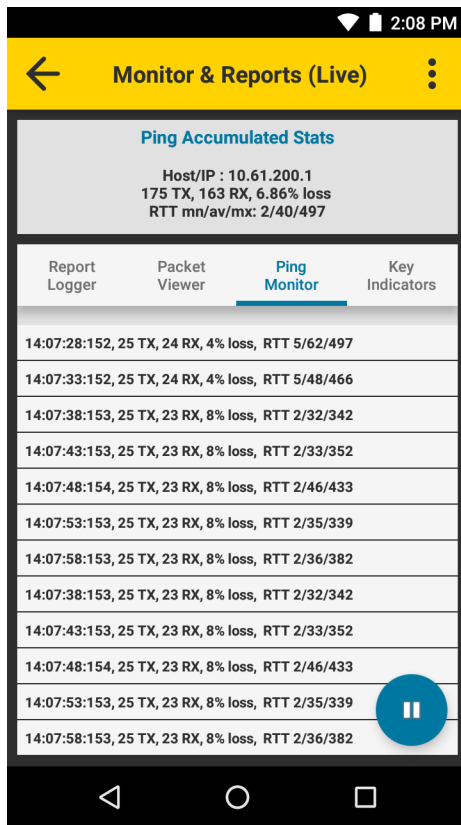 2:08 PM
Monitor & Reports (Live)
Ping Accumulated Stats
Host/IP : 10.61.200.1
175 TX, 163 RX, 6.86% loss
RTT mn/av/mx: 2/40/497
Report Logger
Packet Viewer
Ping Monitor
Key Indicators
14:07:28:152, 25 TX, 24 RX, 4% loss, RTT 5/62/497
14:07:33:152, 25 TX, 24 RX, 4% loss, RTT 5/48/466
14:07:38:153, 25 TX, 23 RX, 8% loss, RTT 2/32/342
14:07:43:153, 25 TX, 23 RX, 8% loss, RTT 2/33/352
14:07:48:154, 25 TX, 23 RX, 8% loss, RTT 2/46/433
14:07:53:153, 25 TX, 23 RX, 8% loss, RTT 2/35/339
14:07:58:153, 25 TX, 23 RX, 8% loss, RTT 2/36/382
14:07:38:153, 25 TX, 23 RX, 8% loss, RTT 2/32/342
14:07:43:153, 25 TX, 23 RX, 8% loss, RTT 2/33/352
14:07:48:154, 25 TX, 23 RX, 8% loss, RTT 2/46/433
14:07:53:153, 25 TX, 23 RX, 8% loss, RTT 2/35/339
14:07:58:153, 25 TX, 23 RX, 8% loss, RTT 2/36/382